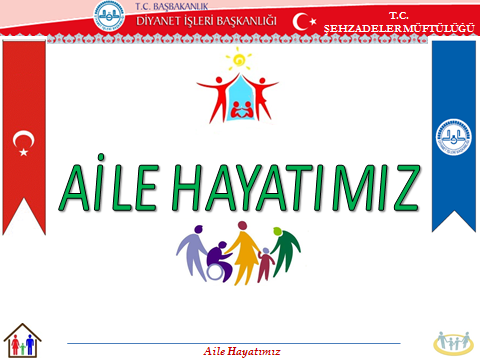 T.C. BAŞBAKANLIK
DİYANET İŞLERİ BAŞKANLIĞI
T.C.
ŞEHZADELER MÜFTÜLÜĞÜ
AİLE HAYATIMIZ
Aile Hayatımız